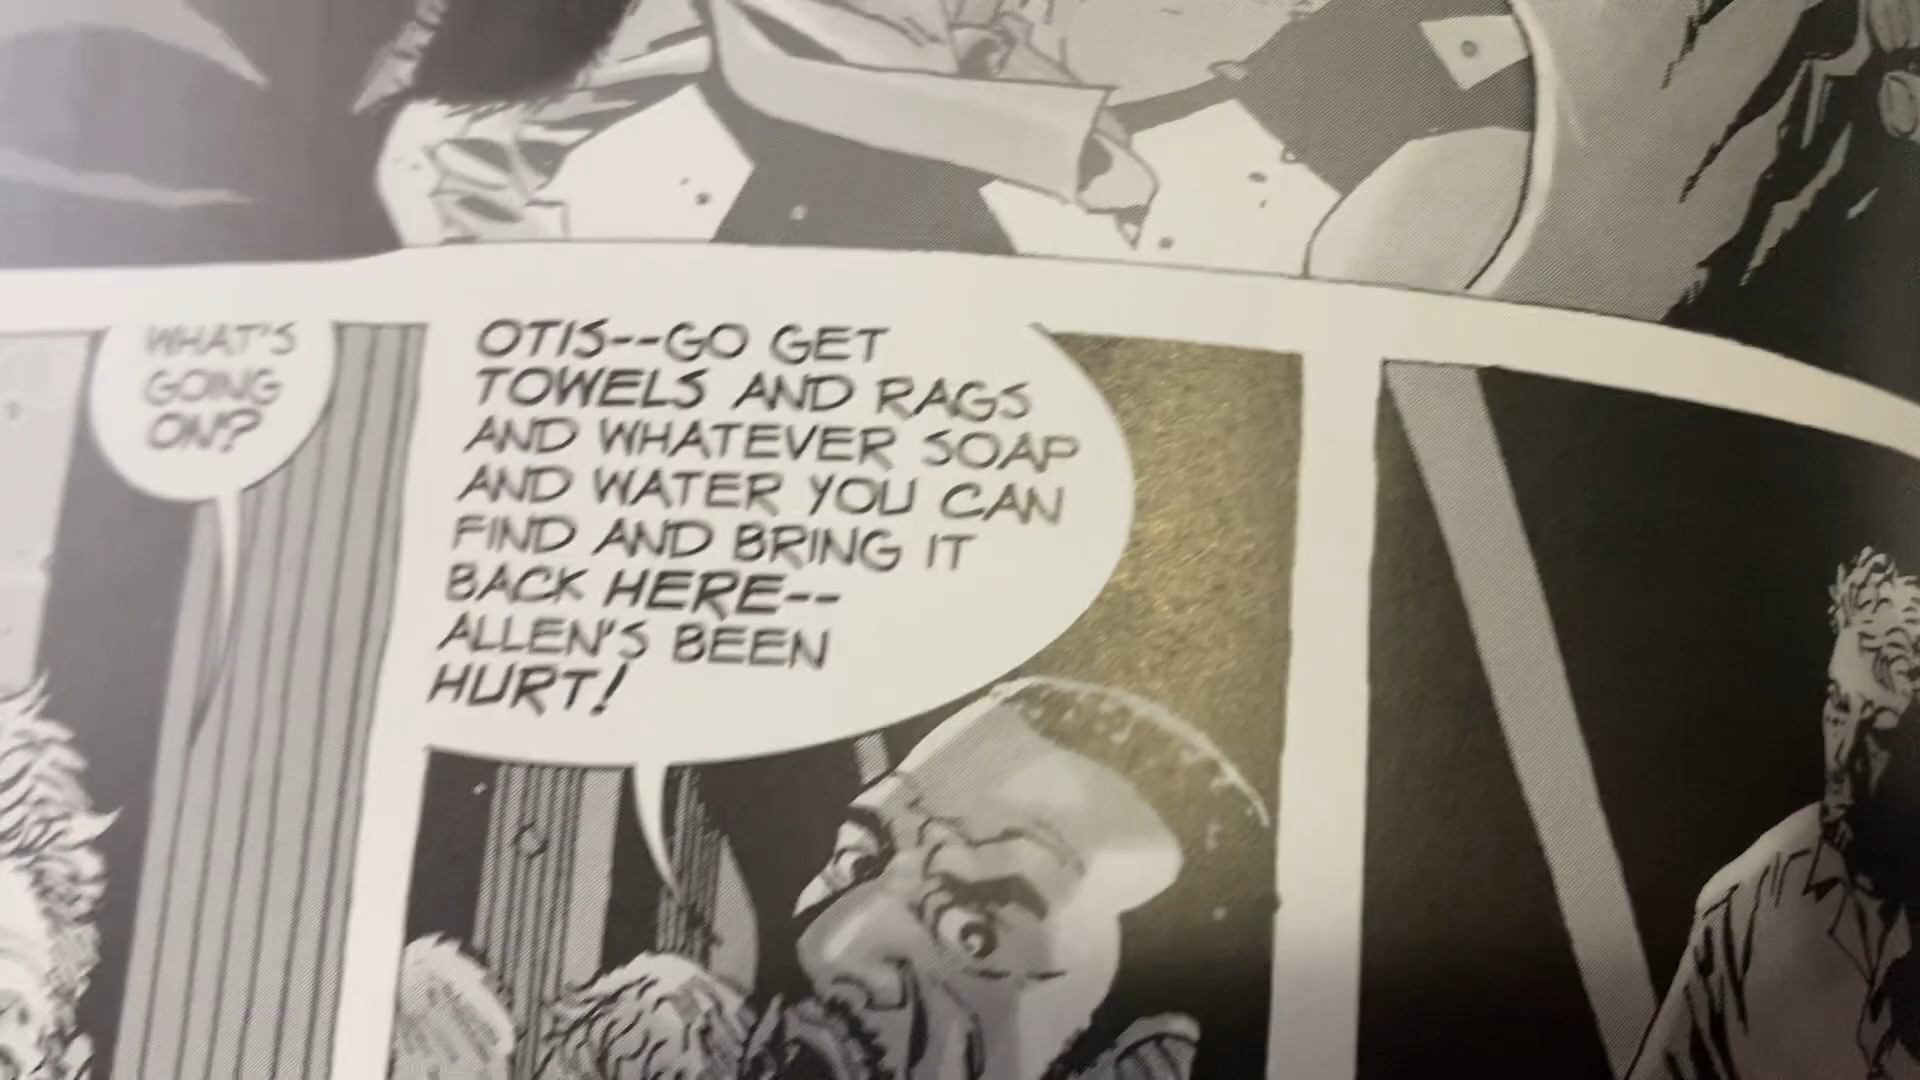 WHAT'S
GOING
ON?
OTIS--GO GET
TOWELS AND RAGS
AND WHATEVER SOAP
AND WATER YOU CAN
FIND AND BRING IT
BACK HERE--
ALLEN'S BEEN
HURT!